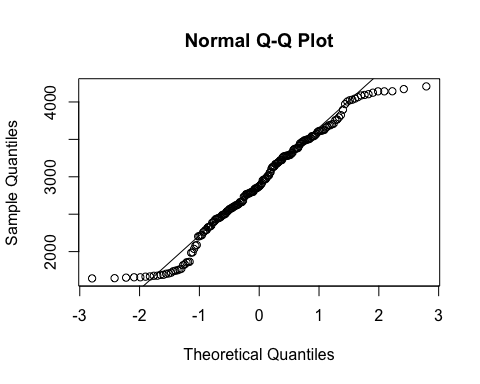 Normal Q-Q Plot
Sample Quantiles
4000
3000
2000
-3 -2 -1 0 1 2 3
Theoretical Quantiles